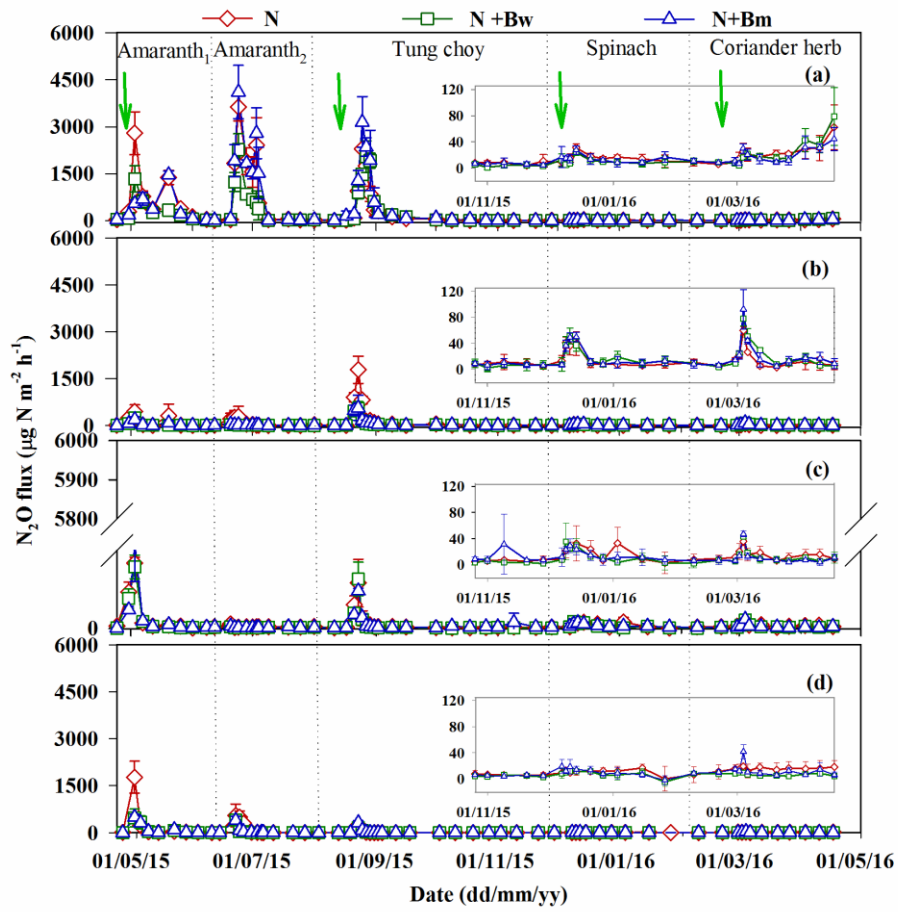 N N +Bw N+Bm
Amaranth₁ Amaranth₂ Tung choy Spinach Coriander herb
(a)
6000
4500
3000
1500
0
120
80
40
0
01/11/15 01/01/16 01/03/16
(b)
6000
4500
3000
1500
0
120
80
40
0
01/11/15 01/01/16 01/03/16
(c)
6000
5900
5800
0
120
80
40
0
01/11/15 01/01/16 01/03/16
(d)
6000
4500
3000
1500
0
120
80
40
0
01/11/15 01/01/16 01/03/16
N₂O flux (µg N m⁻² h⁻¹)
01/05/15 01/07/15 01/09/15 01/11/15 01/01/16 01/03/16 01/05/16
Date (dd/mm/yy)